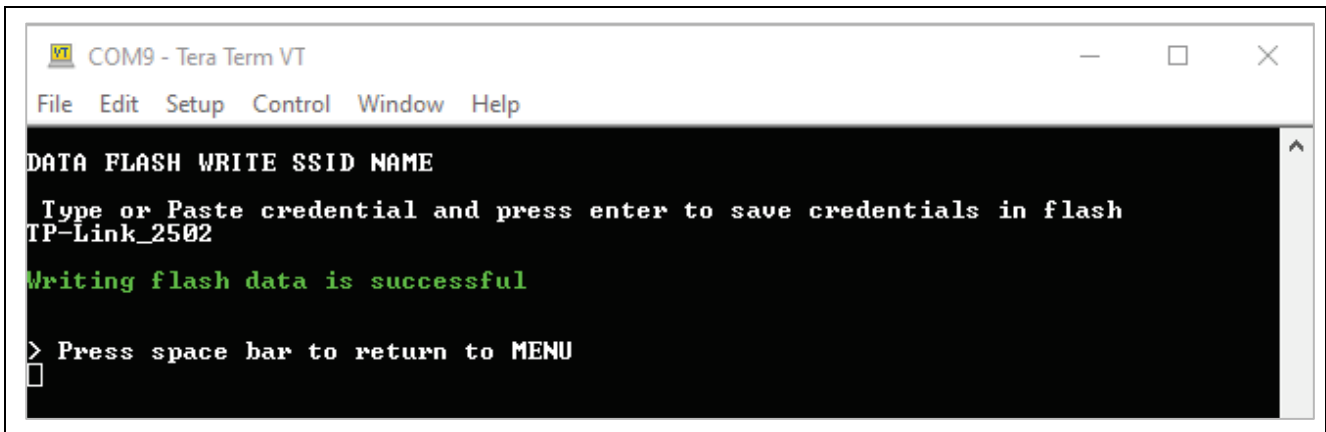 COM9 - Tera Term VT
File Edit Setup Control Window Help
DATA FLASH WRITE SSID NAME
Type or Paste credential and press enter to save credentials in flash
TP-Link_2502
Writing flash data is successful
> Press space bar to return to MENU